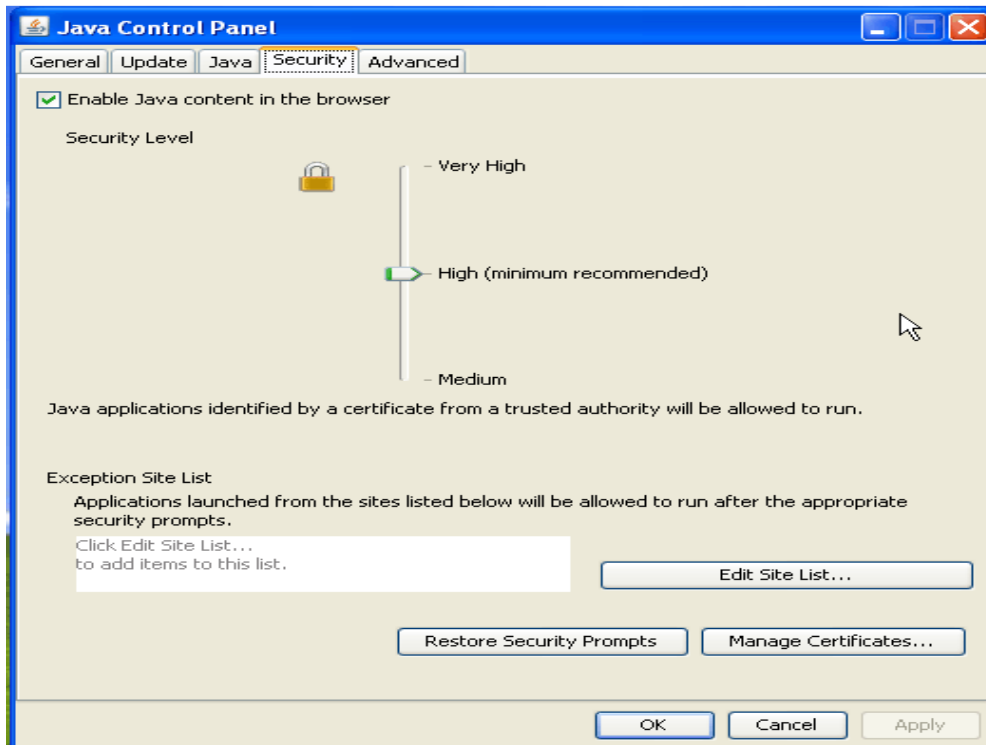 Java Control Panel
General Update Java Security Advanced
Enable Java content in the browser
Security Level
- Very High
- High (minimum recommended)
- Medium
Java applications identified by a certificate from a trusted authority will be allowed to run.
Exception Site List
Applications launched from the sites listed below will be allowed to run after the appropriate
security prompts.
Click Edit Site List...
to add items to this list.
Edit Site List...
Restore Security Prompts Manage Certificates...
OK Cancel Apply